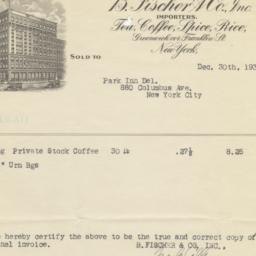 B. Fischer & Co., Inc.
IMPORTERS.
Tea, Coffee, Spice, Rice,
Greenwich cor. Franklin St.
New York,
SOLD TO
Dec. 30th, 193
Park Inn Del.
880 Columbus Ave.
New York City
g Private Stock Coffee 30 lb .27½ 8.25
" Urn Bgs
hereby certify the above to be the true and correct copy of
nal invoice.
B.FISCHER & CO, INC.,